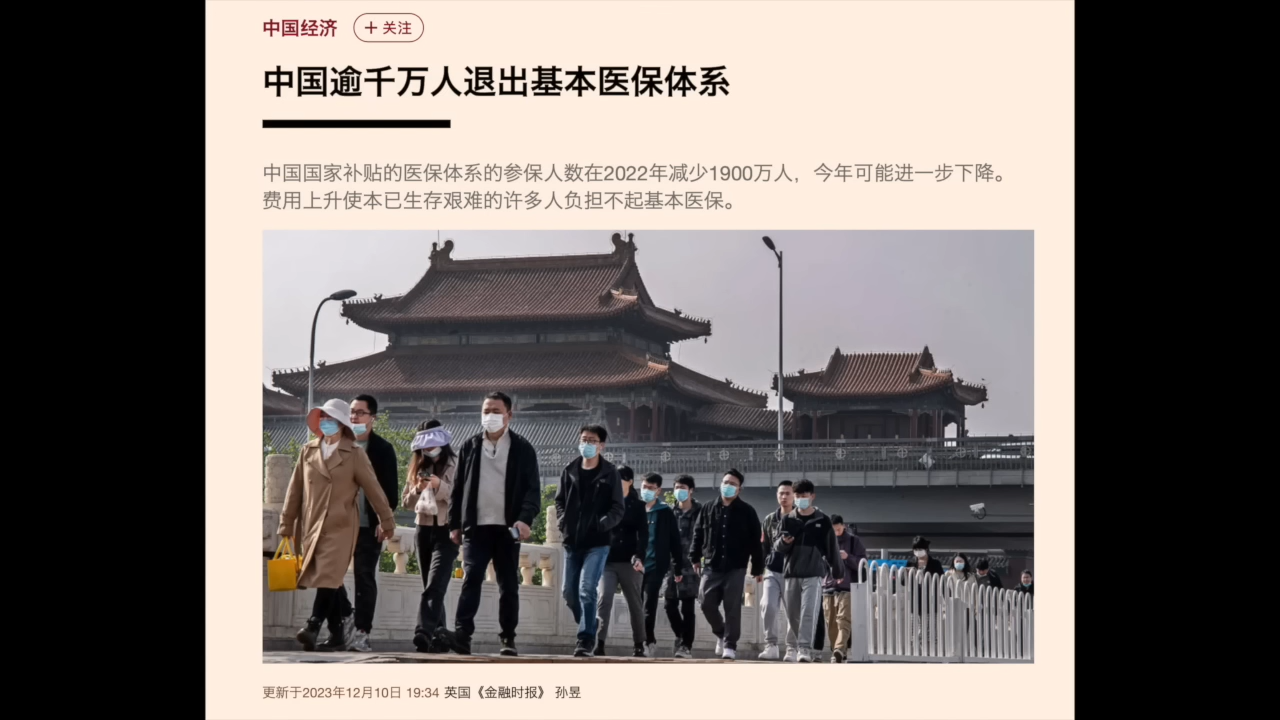 中国经济 + 关注
中国逾千万人退出基本医保体系
中国国家补贴的医保体系的参保人数在2022年减少1900万人，今年可能进一步下降。
费用上升使本已生存艰难的许多人负担不起基本医保。
更新于2023年12月10日 19:34 英国《金融时报》 孙昱